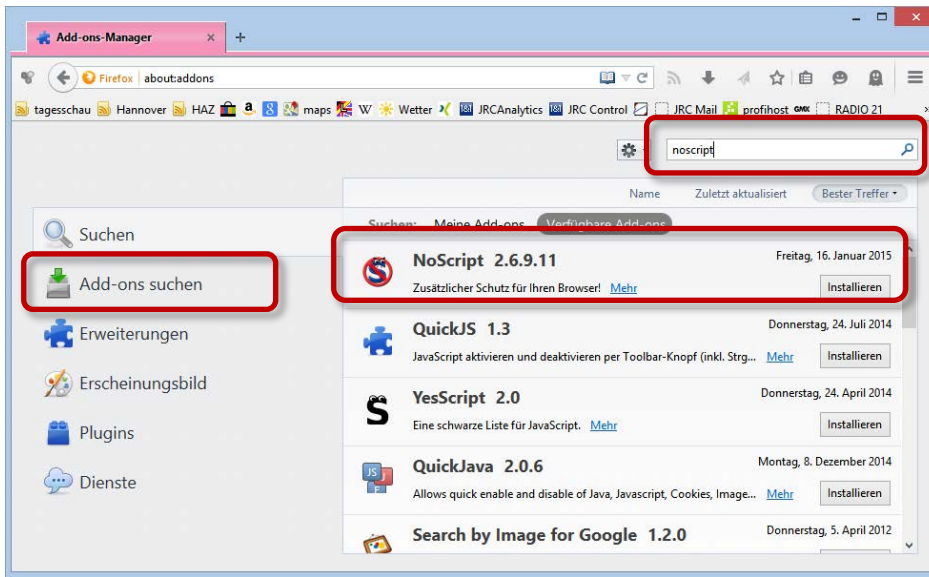 Add-ons-Manager
Firefox about:addons
tagesschau Hannover HAZ maps W Wetter JRCAnalytics JRC Control JRC Mail profihost GMX RADIO 21
noscript
Name Zuletzt aktualisiert Bester Treffer
Suchen: Meine Add-ons Verfügbare Add-ons
Suchen
Add-ons suchen
Erweiterungen
Erscheinungsbild
Plugins
Dienste
NoScript 2.6.9.11 Freitag, 16. Januar 2015
Zusätzlicher Schutz für Ihren Browser! Mehr Installieren
QuickJS 1.3 Donnerstag, 24. Juli 2014
JavaScript aktivieren und deaktivieren per Toolbar-Knopf (inkl. Strg... Mehr Installieren
YesScript 2.0 Donnerstag, 24. April 2014
Eine schwarze Liste für JavaScript. Mehr Installieren
QuickJava 2.0.6 Montag, 8. Dezember 2014
Allows quick enable and disable of Java, Javascript, Cookies, Image... Mehr Installieren
Search by Image for Google 1.2.0 Donnerstag, 5. April 2012